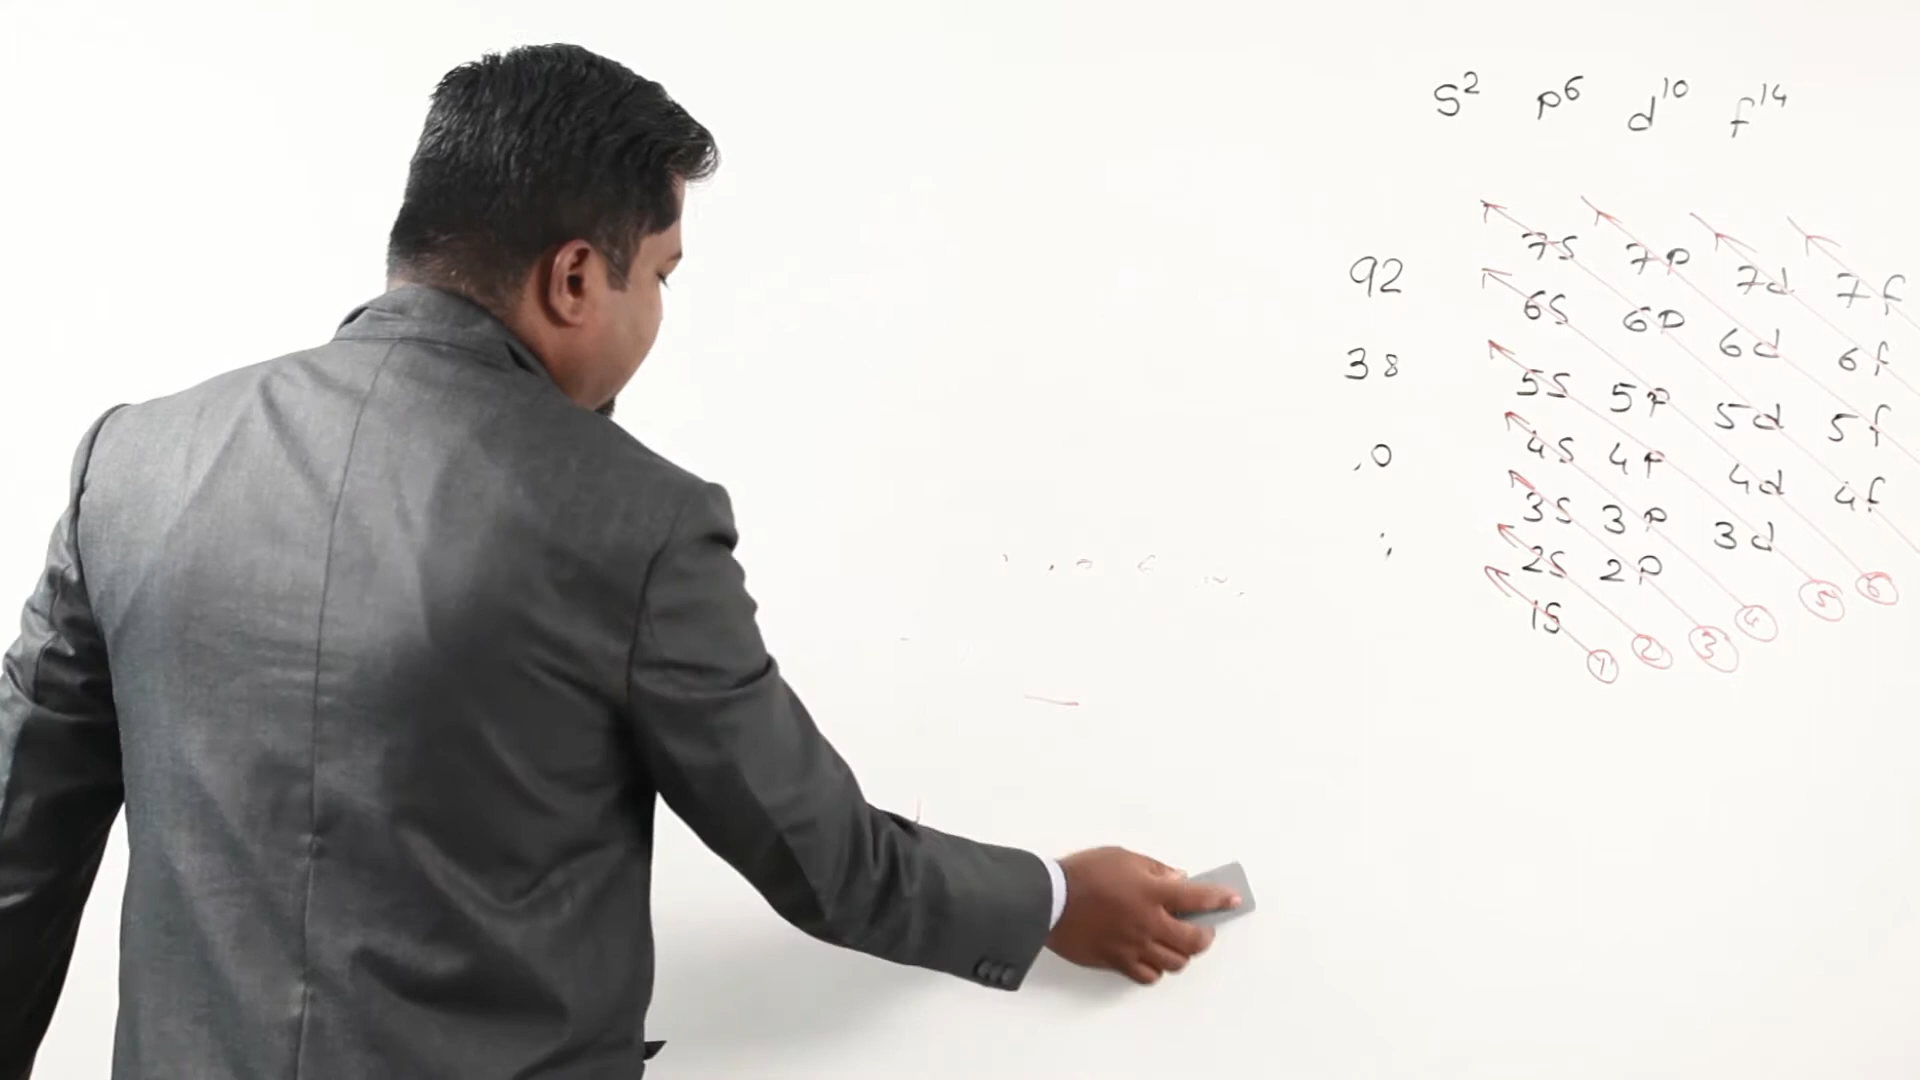 s² p⁶ d¹⁰ f¹⁴
92
7s 7p 7d 7f
6s 6p 6d 6f
38
5s 5p 5d 5f
4s 4p 4d 4f
3s 3p 3d
2s 2p
1s
① ② ③ ④ ⑤ ⑥